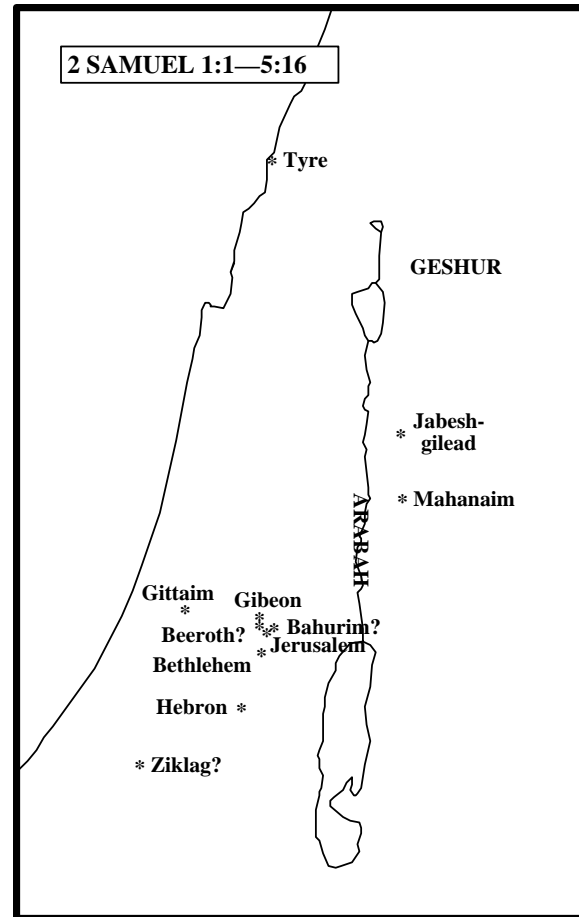 2 SAMUEL 1:1—5:16
* Tyre
GESHUR
* Jabesh-
gilead
* Mahanaim
ARABAH
Gittaim
*
Gibeon
*
Beeroth? *
* Bahurim?
* Jerusalem
Bethlehem *
Hebron *
* Ziklag?